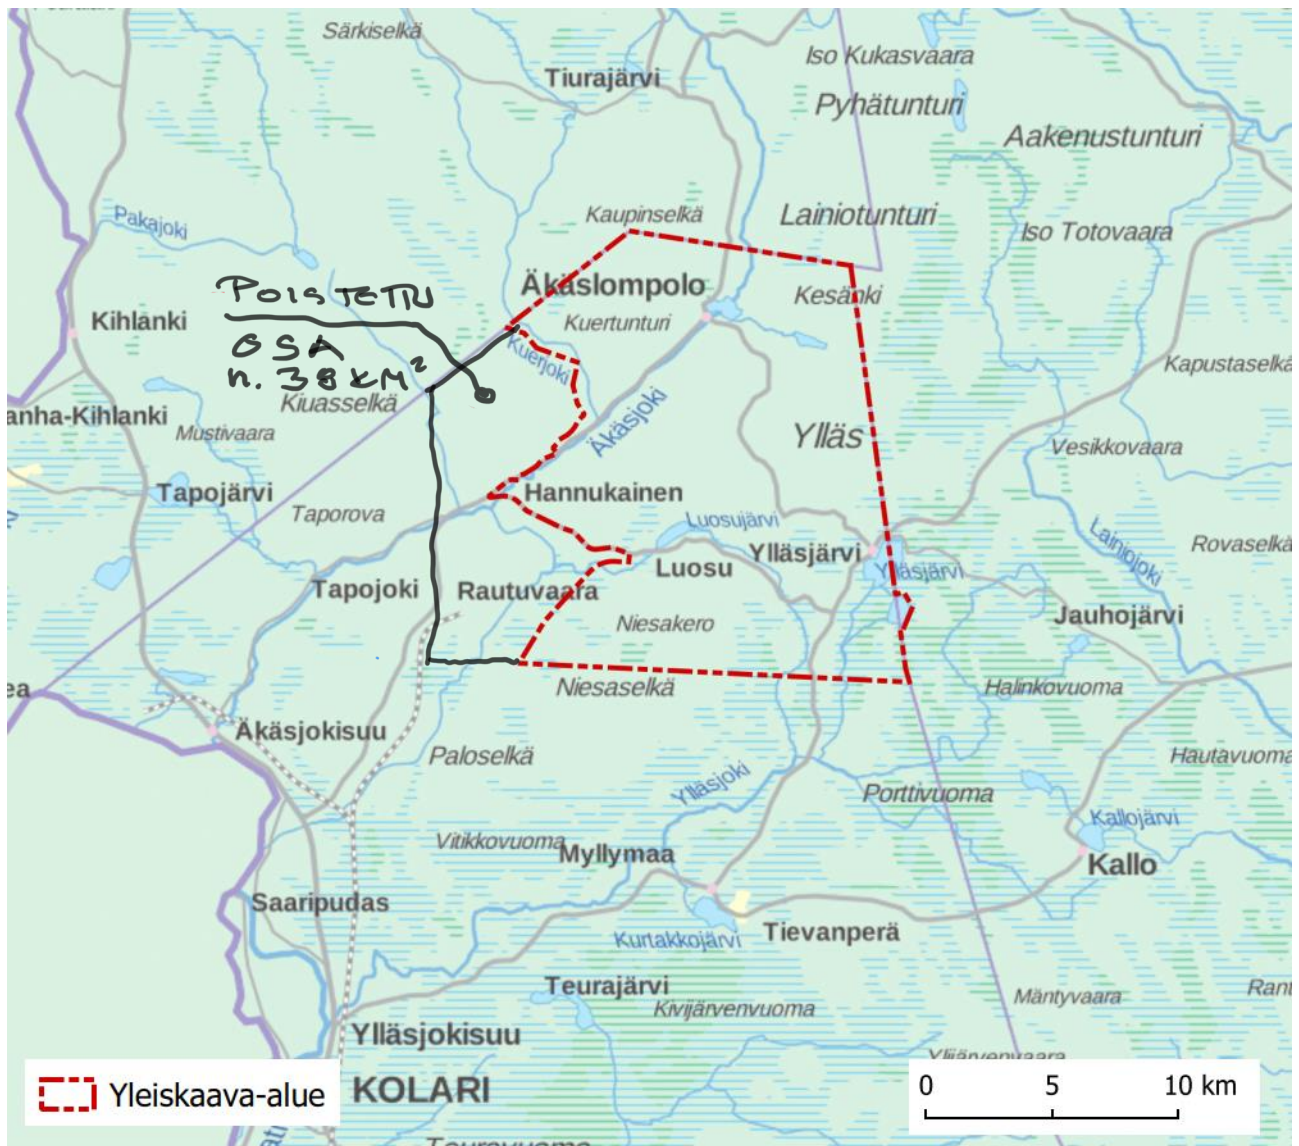 Särkiselkä
Iso Kukasvaara
Tiurajärvi
Pyhätunturi
Aakenustunturi
Kaupinselkä
Lainiotunturi
Pakajoki
Iso Totovaara
Äkäslompolo
POISTETTU
Kesänki
Kihlanki
Kuertunturi
OSA
Kuerjoki
n. 38 KM²
Kapustaselkä
Kiuasselkä
anha-Kihlanki
Mustivaara
Äkäsjoki
Ylläs
Vesikkovaara
Tapojärvi
Hannukainen
Taporova
Luosujärvi
Lainiojoki
Rovaselkä
Ylläsjärvi
Luosu
Ylläsjärvi
Tapojoki
Rautuvaara
Jauhojärvi
Niesakero
ea
Niesaselkä
Halinkovuoma
Äkäsjokisuu
Paloselkä
Hautavuoma
Ylläsjoki
Porttivuoma
Kallojärvi
Vitikkovuoma
Myllymaa
Kallo
Saaripudas
Kurtakkojärvi
Tievanperä
Teurajärvi
Kivijärvenvuoma
Mäntyvaara
Rant
Ylläsjokisuu
Yleiskaava-alue
KOLARI
0 5 10 km